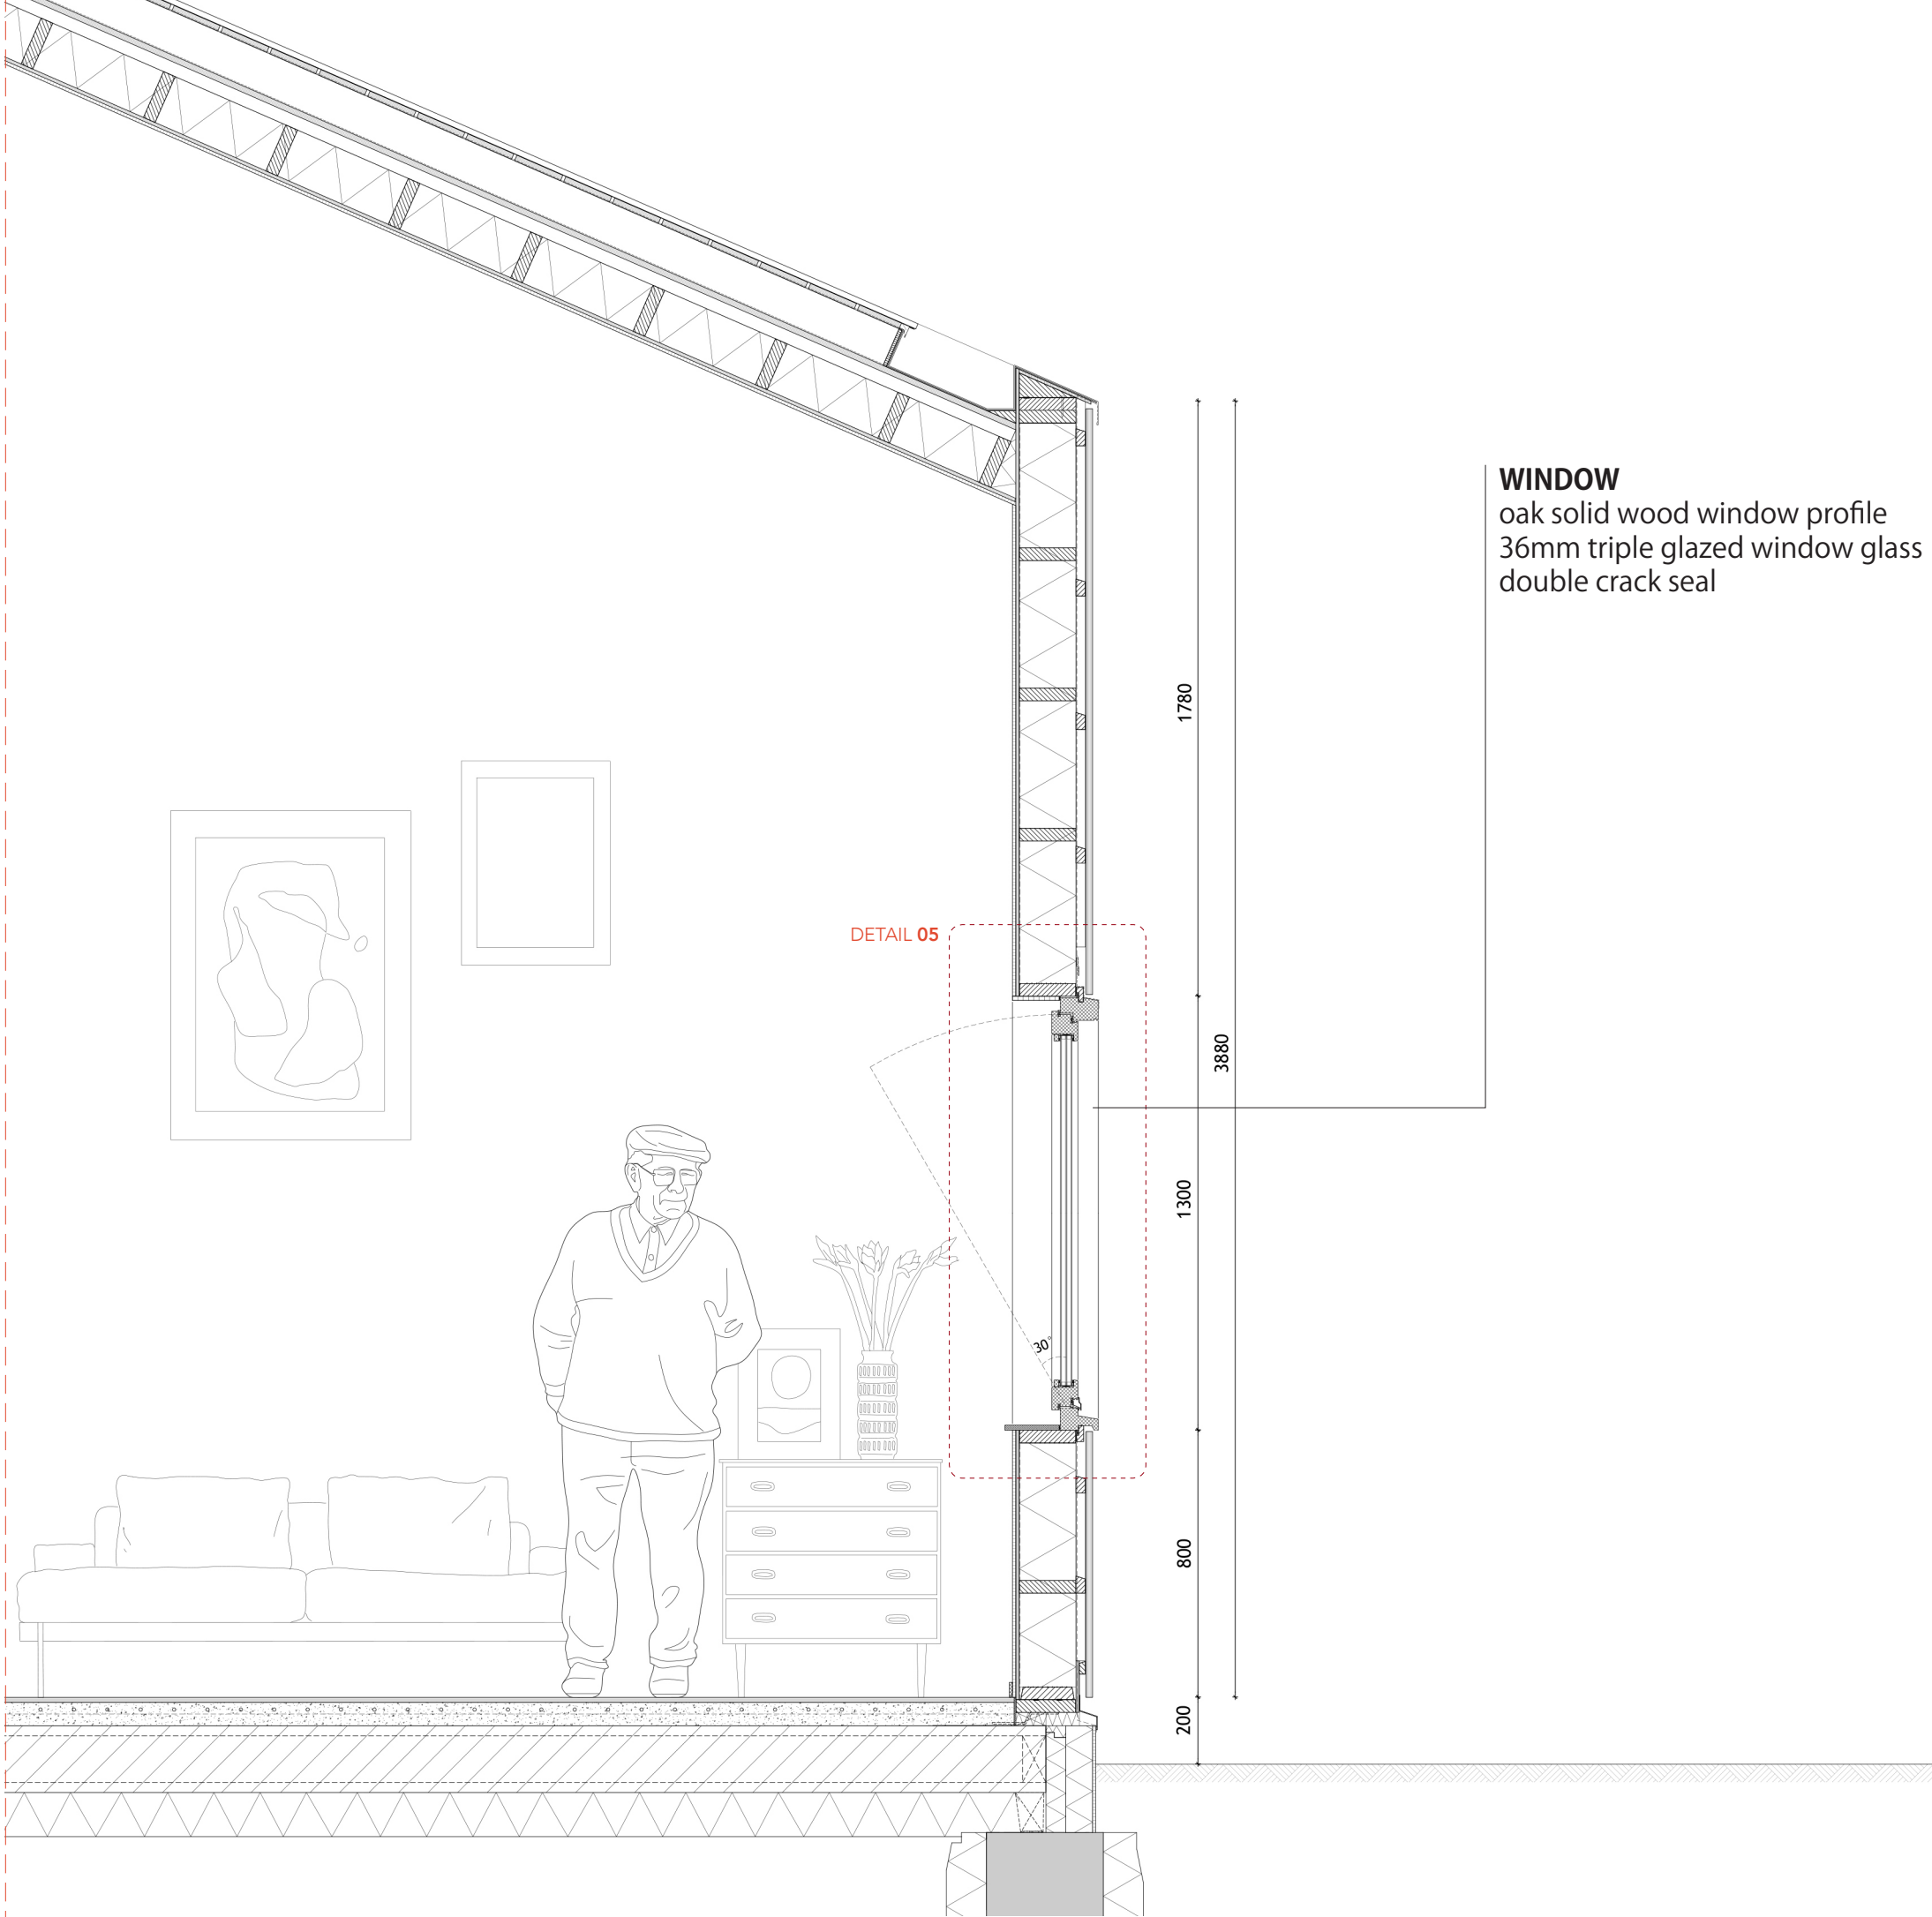 WINDOW
oak solid wood window profile
36mm triple glazed window glass
double crack seal
1780
DETAIL 05
3880
1300
30°
800
200